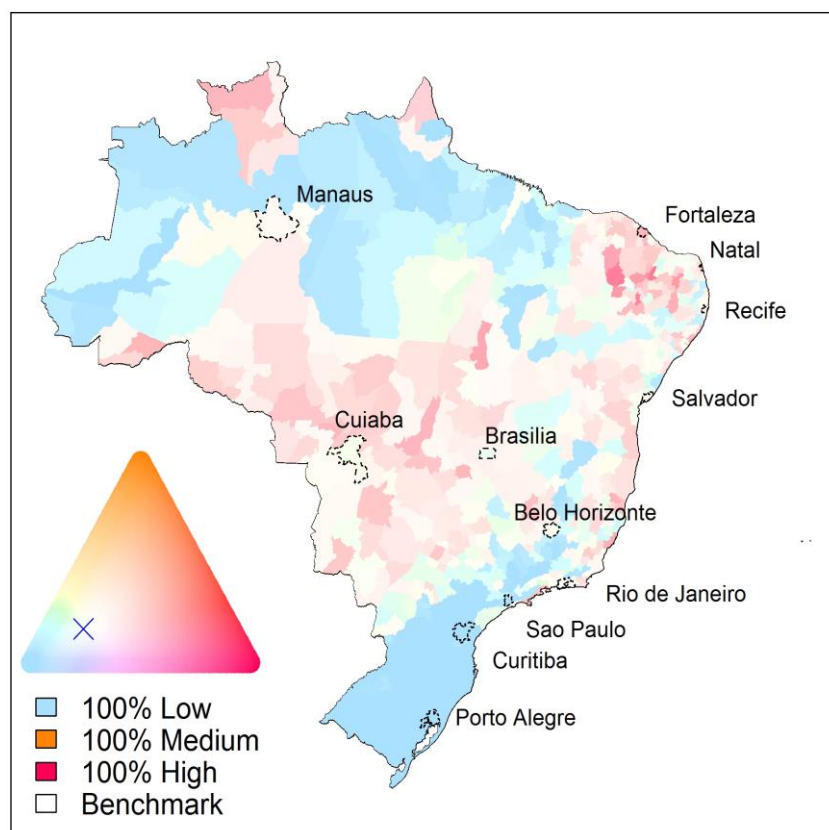 Manaus
Fortaleza
Natal
Recife
Salvador
Cuiaba
Brasilia
Belo Horizonte
Rio de Janeiro
Sao Paulo
Curitiba
Porto Alegre
100% Low
100% Medium
100% High
Benchmark